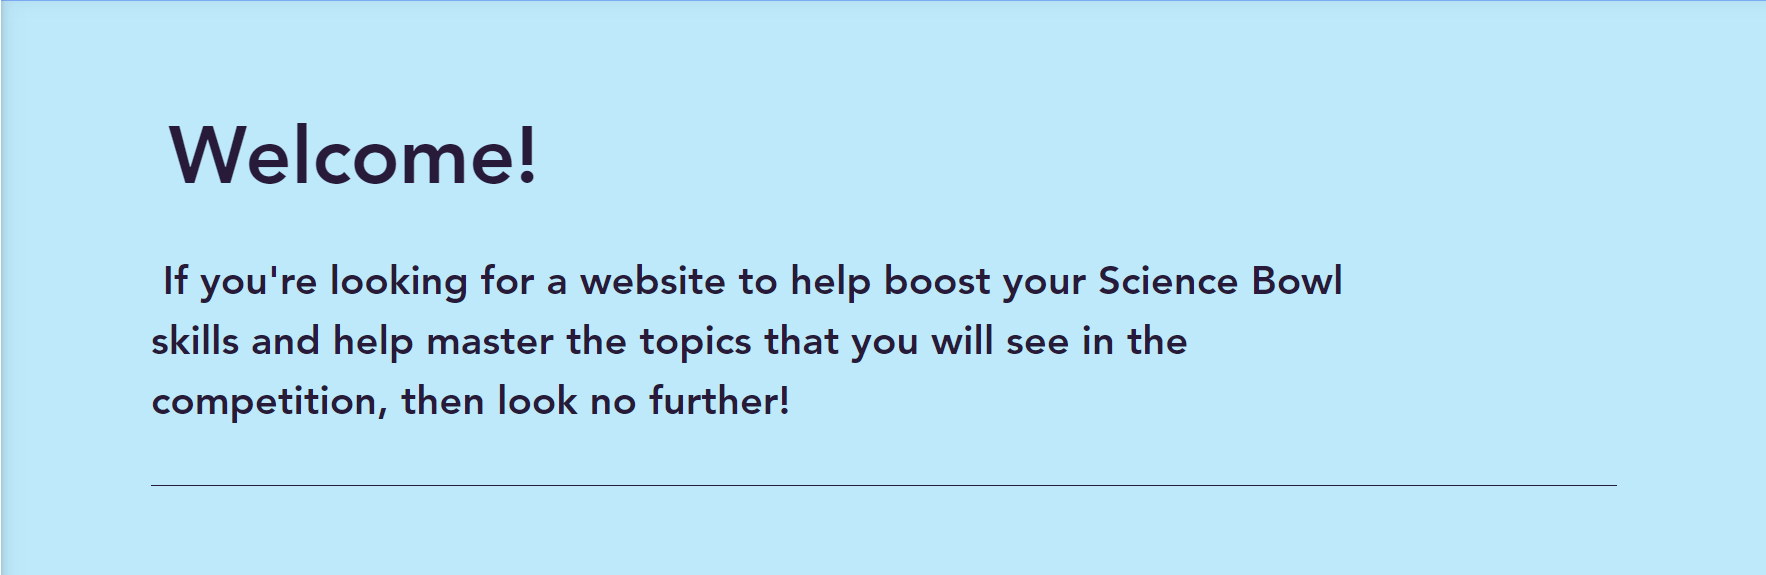 Welcome!
If you're looking for a website to help boost your Science Bowl
skills and help master the topics that you will see in the
competition, then look no further!